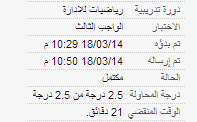 دورة تدريبية رياضيات للادارة
الاختبار الواجب الثالث
تم بدؤه 18/03/14 10:29 م
تم إرساله 18/03/14 10:50 م
الحالة مكتمل
درجة المحاولة 2.5 درجة من 2.5 درجة
الوقت المنقضي 21 دقائق.